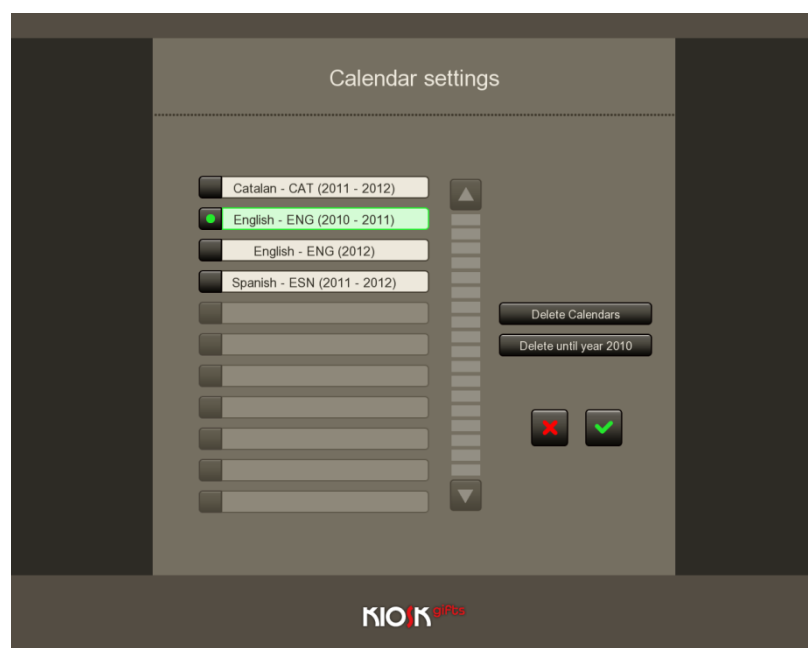 Calendar settings
Catalan - CAT (2011 - 2012)
English - ENG (2010 - 2011)
English - ENG (2012)
Spanish - ESN (2011 - 2012)
Delete Calendars
Delete until year 2010
KIOSK gifts